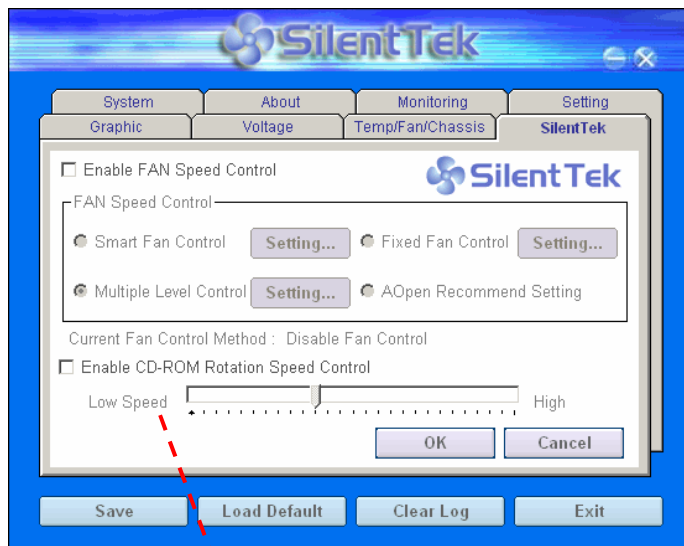 SilentTek
System About Monitoring Setting
Graphic Voltage Temp/Fan/Chassis SilentTek
Enable FAN Speed Control
SilentTek
FAN Speed Control
Smart Fan Control Setting... Fixed Fan Control Setting...
Multiple Level Control Setting... AOpen Recommend Setting
Current Fan Control Method : Disable Fan Control
Enable CD-ROM Rotation Speed Control
Low Speed High
OK Cancel
Save Load Default Clear Log Exit